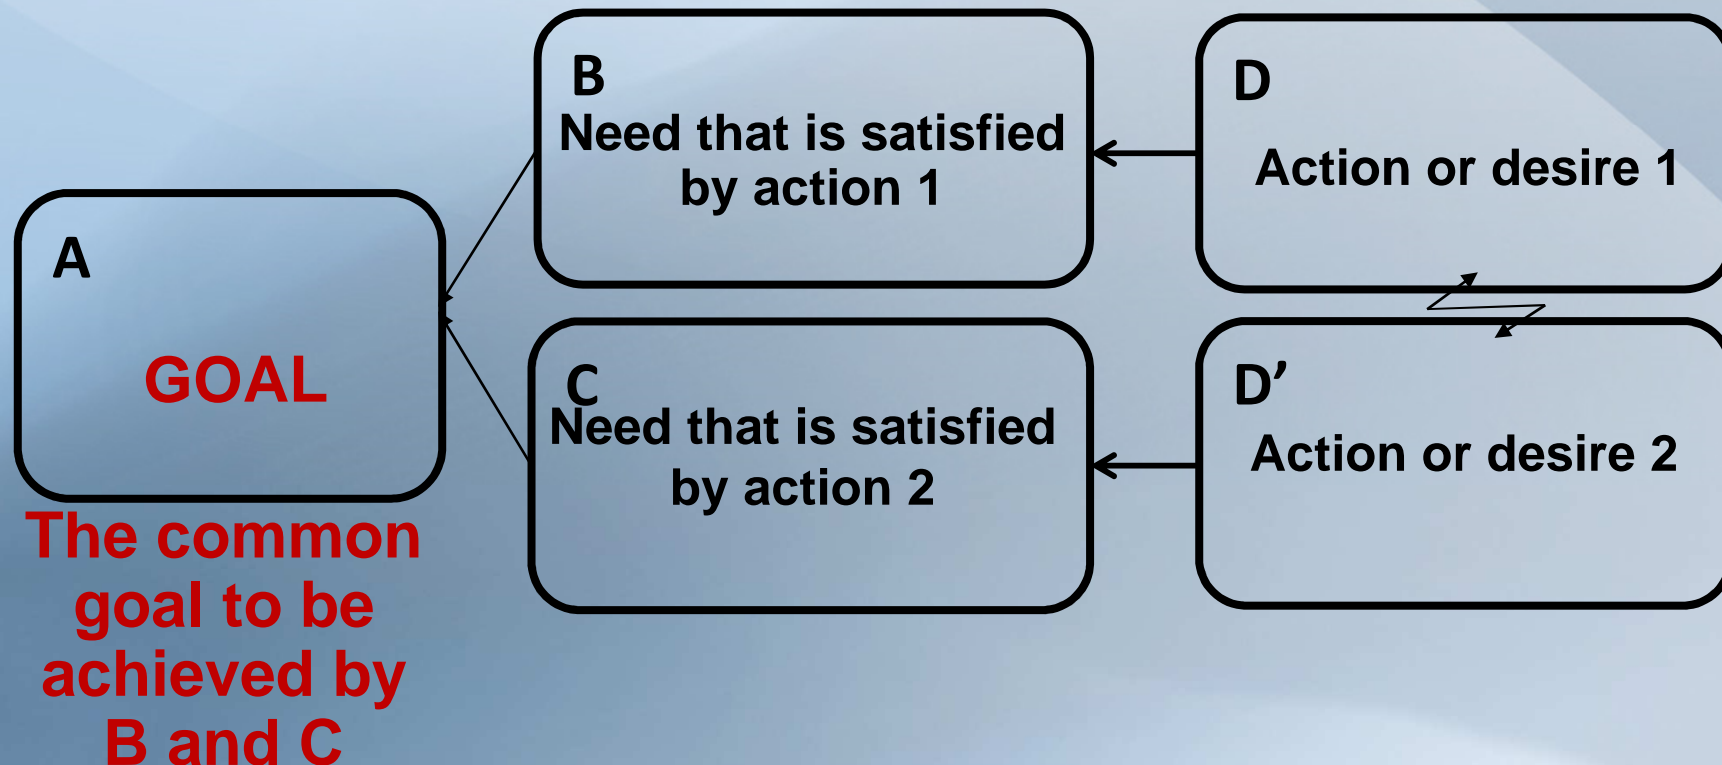 A
GOAL
The common
goal to be
achieved by
B and C
B
Need that is satisfied
by action 1
C
Need that is satisfied
by action 2
D
Action or desire 1
D’
Action or desire 2